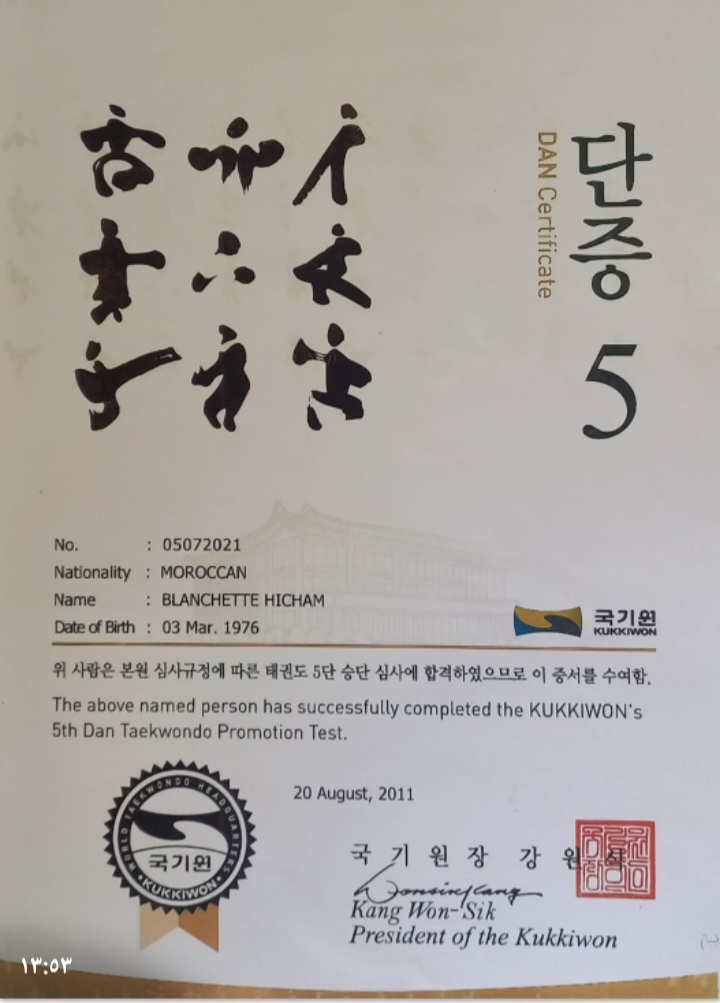 단증
DAN Certificate
5
No. : 05072021
Nationality : MOROCCAN
Name : BLANCHETTE HICHAM
Date of Birth : 03 Mar. 1976
국기원
KUKKIWON
위 사람은 본원 심사규정에 따른 태권도 5단 승단 심사에 합격하였으므로 이 증서를 수여함.
The above named person has successfully completed the KUKKIWON's
5th Dan Taekwondo Promotion Test.
20 August, 2011
WORLD TAEKWONDO HEADQUARTERS
국기원
KUKKIWON
국 기 원 장 강 원 식
Kang Won-Sik
President of the Kukkiwon
١٣:٥٣